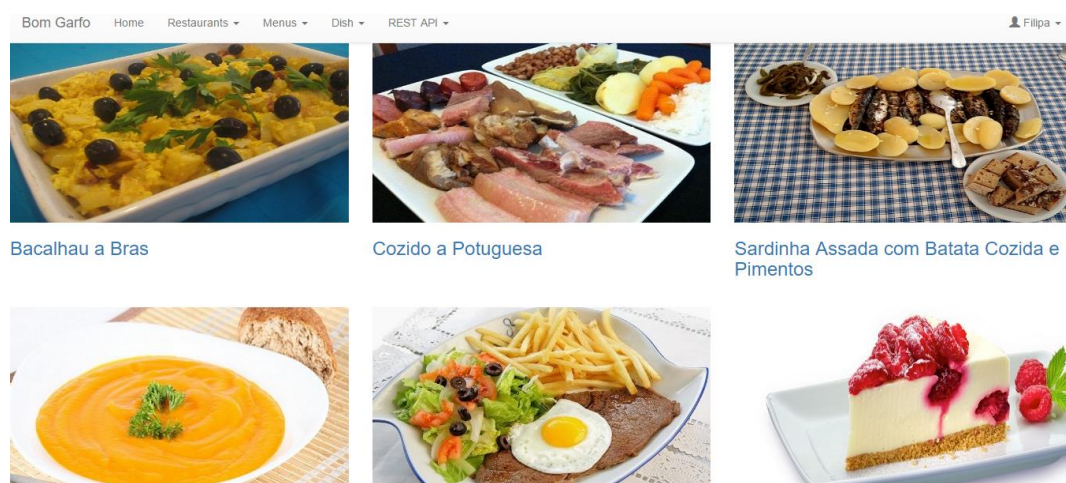 Bom Garfo Home Restaurants Menus Dish REST API Filipa
Bacalhau a Bras
Cozido a Potuguesa
Sardinha Assada com Batata Cozida e
Pimentos